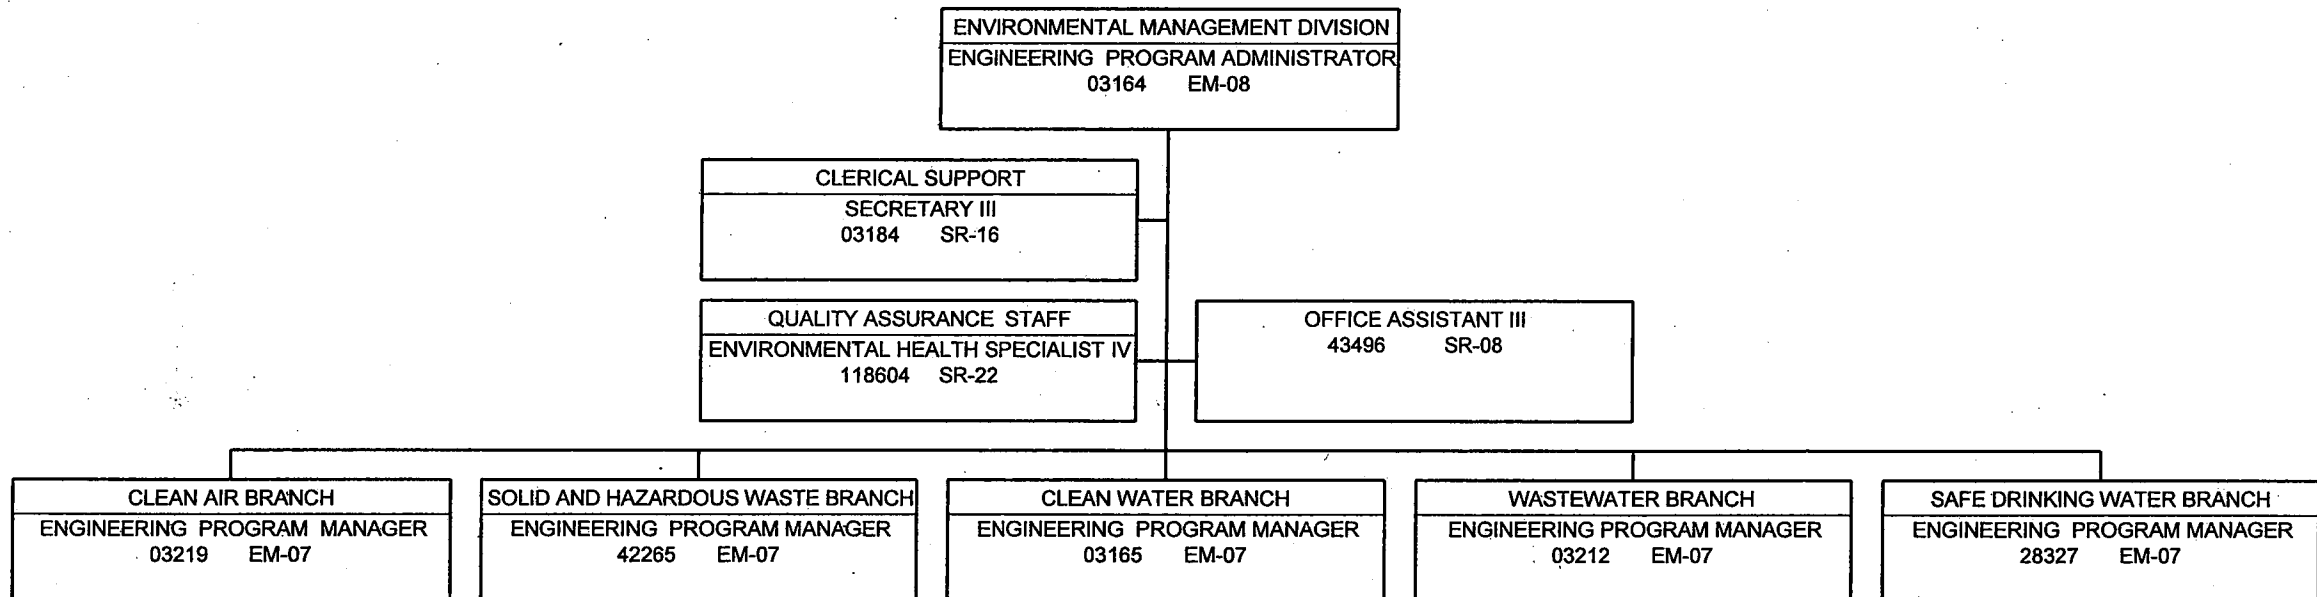 ENVIRONMENTAL MANAGEMENT DIVISION
ENGINEERING PROGRAM ADMINISTRATOR
03164 EM-08
CLERICAL SUPPORT
SECRETARY III
03184 SR-16
QUALITY ASSURANCE STAFF
ENVIRONMENTAL HEALTH SPECIALIST IV
118604 SR-22
OFFICE ASSISTANT III
43496 SR-08
CLEAN AIR BRANCH
ENGINEERING PROGRAM MANAGER
03219 EM-07
SOLID AND HAZARDOUS WASTE BRANCH
ENGINEERING PROGRAM MANAGER
42265 EM-07
CLEAN WATER BRANCH
ENGINEERING PROGRAM MANAGER
03165 EM-07
WASTEWATER BRANCH
ENGINEERING PROGRAM MANAGER
03212 EM-07
SAFE DRINKING WATER BRANCH
ENGINEERING PROGRAM MANAGER
28327 EM-07